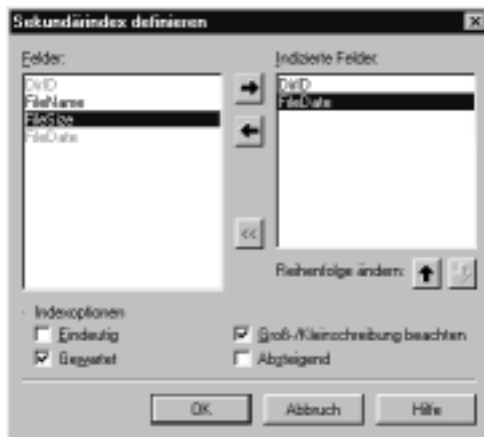 Sekundärindex definieren
Felder:
DirID
FileName
FileSize
FileDate
Indizierte Felder:
DirID
FileDate
<<
Reihenfolge ändern:
Indexoptionen
Eindeutig
Gewartet
Groß-/Kleinschreibung beachten
Absteigend
OK
Abbruch
Hilfe